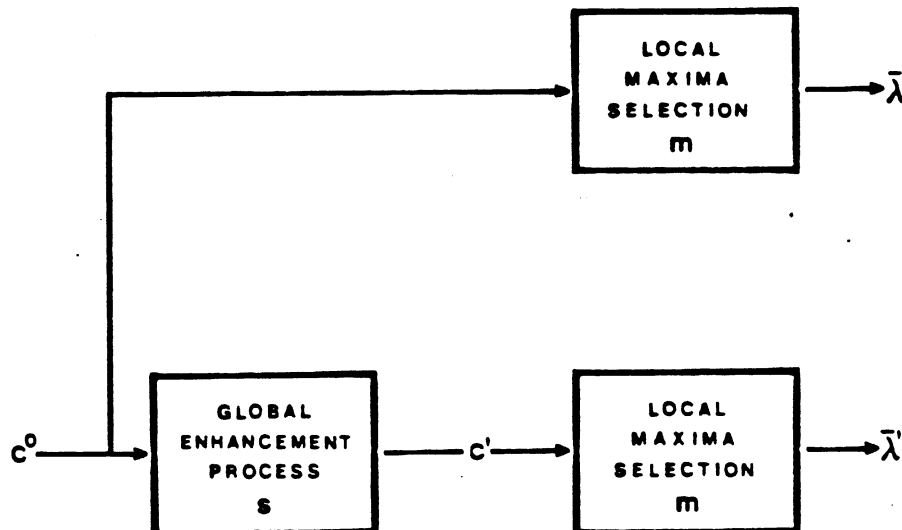 LOCAL
MAXIMA
SELECTION
m
λ̄
C⁰
GLOBAL
ENHANCEMENT
PROCESS
s
C'
LOCAL
MAXIMA
SELECTION
m
λ̄'